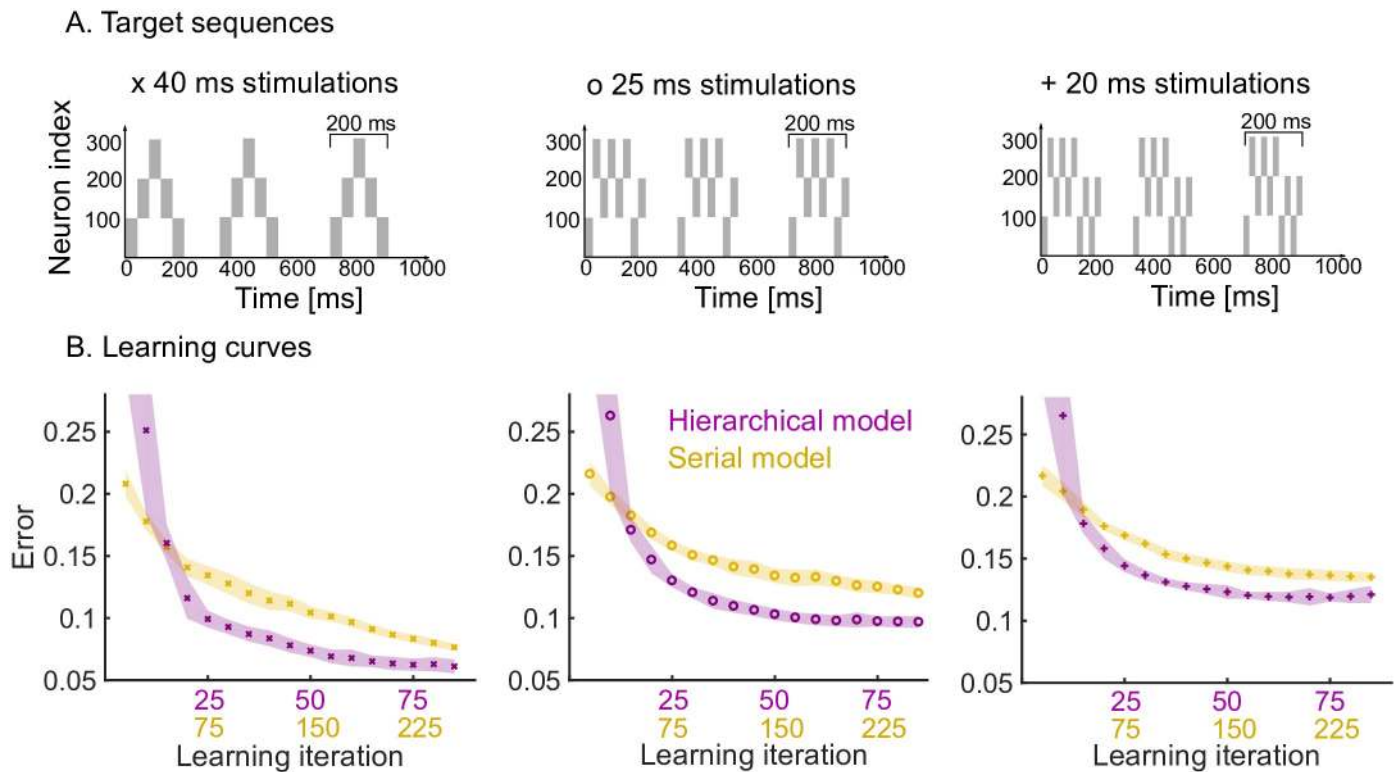 A. Target sequences
x 40 ms stimulations
o 25 ms stimulations
+ 20 ms stimulations
Neuron index
300
200
100
200 ms
0 200 400 600 800 1000
Time [ms]
300
200
100
200 ms
0 200 400 600 800 1000
Time [ms]
300
200
100
200 ms
0 200 400 600 800 1000
Time [ms]
B. Learning curves
Error
0.25
0.2
0.15
0.1
0.05
25 50 75
75 150 225
Learning iteration
Hierarchical model
Serial model
0.25
0.2
0.15
0.1
0.05
25 50 75
75 150 225
Learning iteration
0.25
0.2
0.15
0.1
0.05
25 50 75
75 150 225
Learning iteration